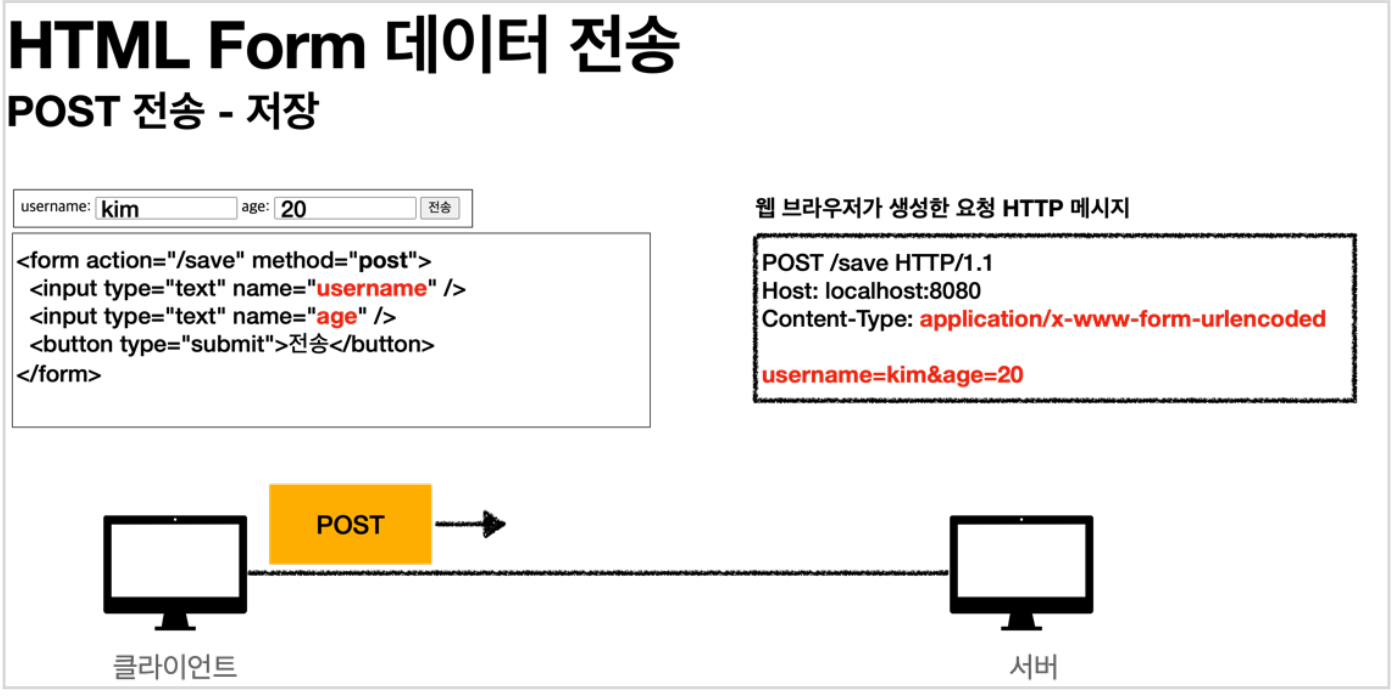 HTML Form 데이터 전송
POST 전송 - 저장
username: kim age: 20 전송
<form action="/save" method="post">
<input type="text" name="username" />
<input type="text" name="age" />
<button type="submit">전송</button>
</form>
웹 브라우저가 생성한 요청 HTTP 메시지
POST /save HTTP/1.1
Host: localhost:8080
Content-Type: application/x-www-form-urlencoded
username=kim&age=20
POST
클라이언트
서버